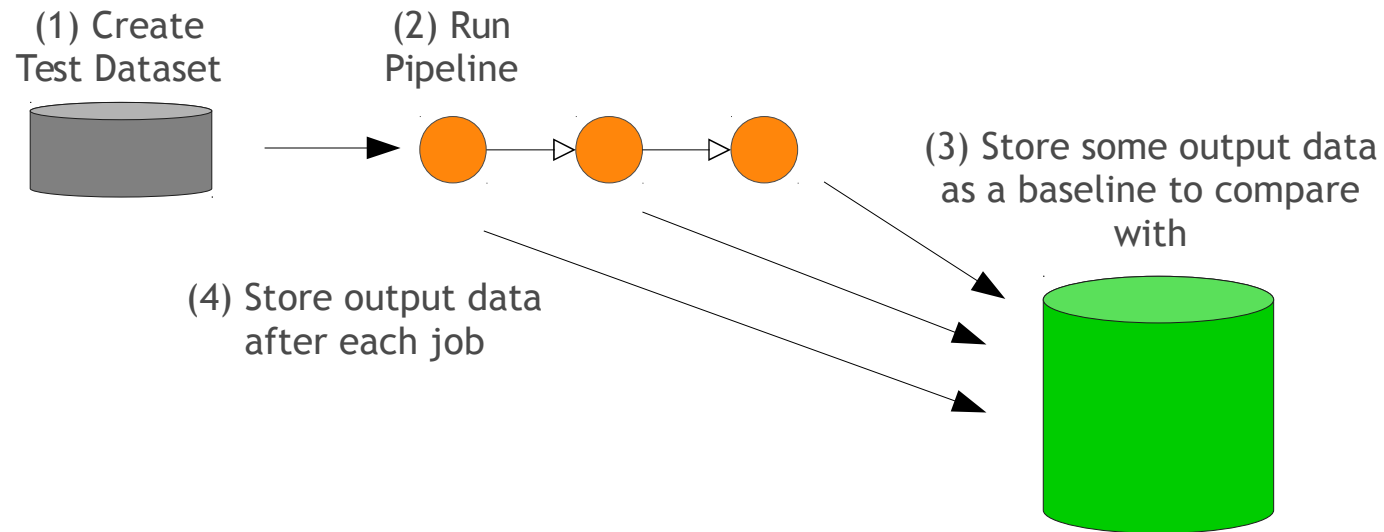 (1) Create
Test Dataset
(2) Run
Pipeline
(3) Store some output data
as a baseline to compare
with
(4) Store output data
after each job